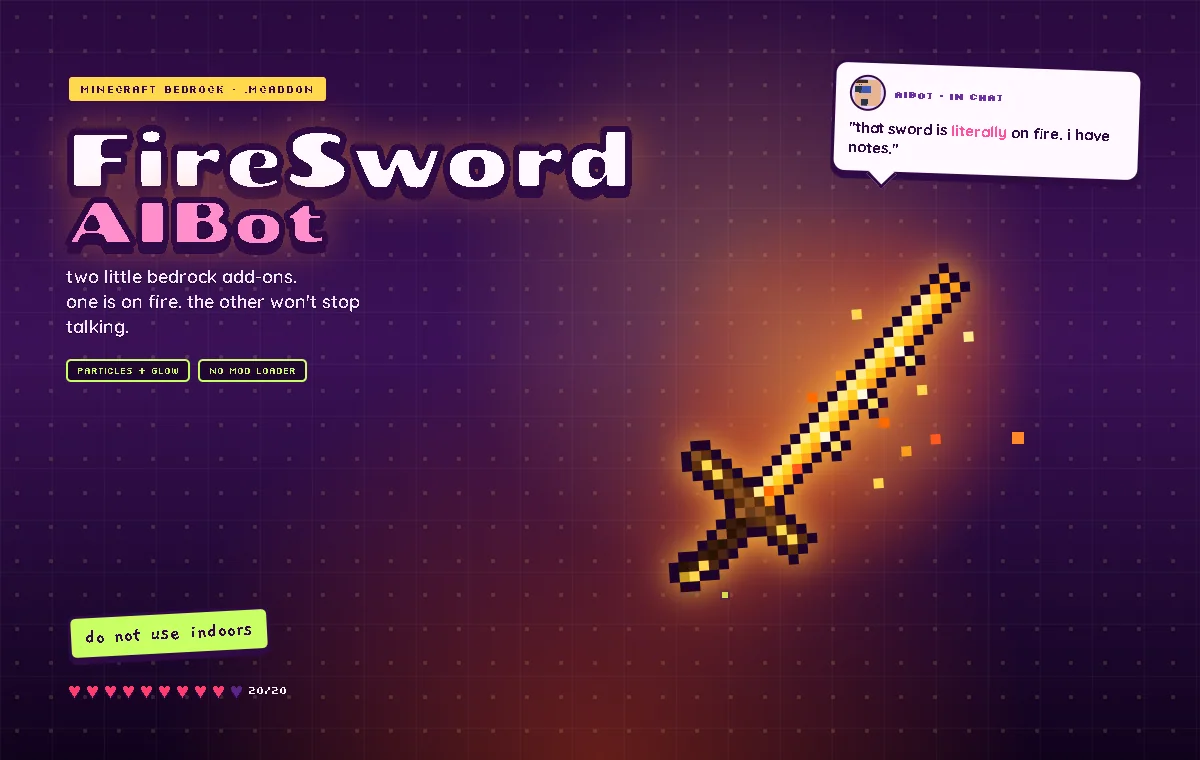 MINECRAFT BEDROCK · .MCADDON
FireSword
AIBot
two little bedrock add-ons.
one is on fire. the other won't stop
talking.
PARTICLES + GLOW
NO MOD LOADER
AIBOT · IN CHAT
"that sword is literally on fire. i have
notes."
do not use indoors
20/20